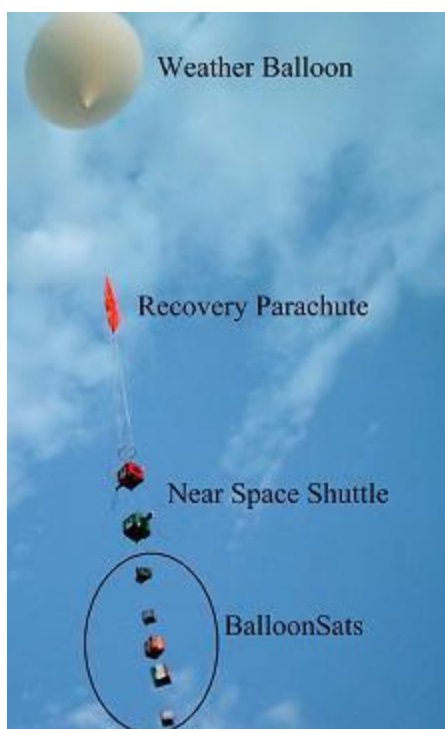 Weather Balloon
Recovery Parachute
Near Space Shuttle
BalloonSats